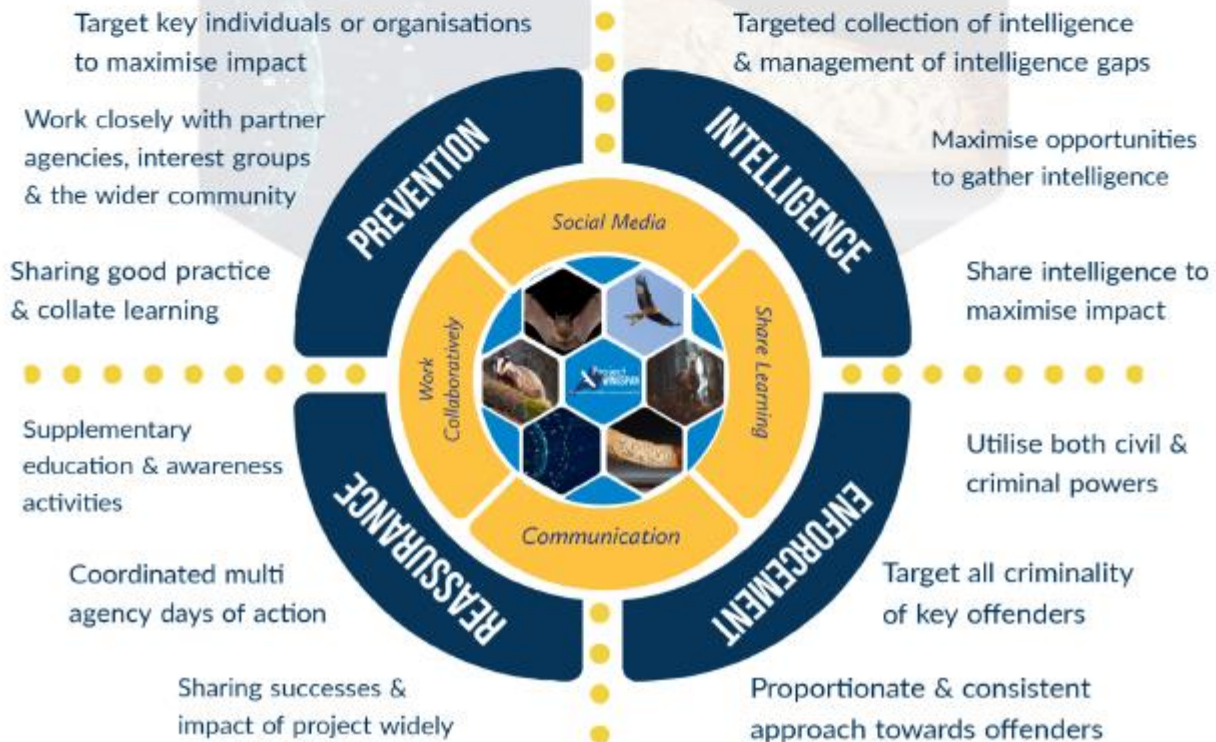 Target key individuals or organisations
to maximise impact
Work closely with partner
agencies, interest groups
& the wider community
Sharing good practice
& collate learning
PREVENTION
Targeted collection of intelligence
& management of intelligence gaps
Maximise opportunities
to gather intelligence
Share intelligence to
maximise impact
INTELLIGENCE
Social Media
Work
Collaboratively
Project
WINGSPAN
Share Learning
Communication
REASSURANCE
Supplementary
education & awareness
activities
Coordinated multi
agency days of action
Sharing successes &
impact of project widely
ENFORCEMENT
Utilise both civil &
criminal powers
Target all criminality
of key offenders
Proportionate & consistent
approach towards offenders